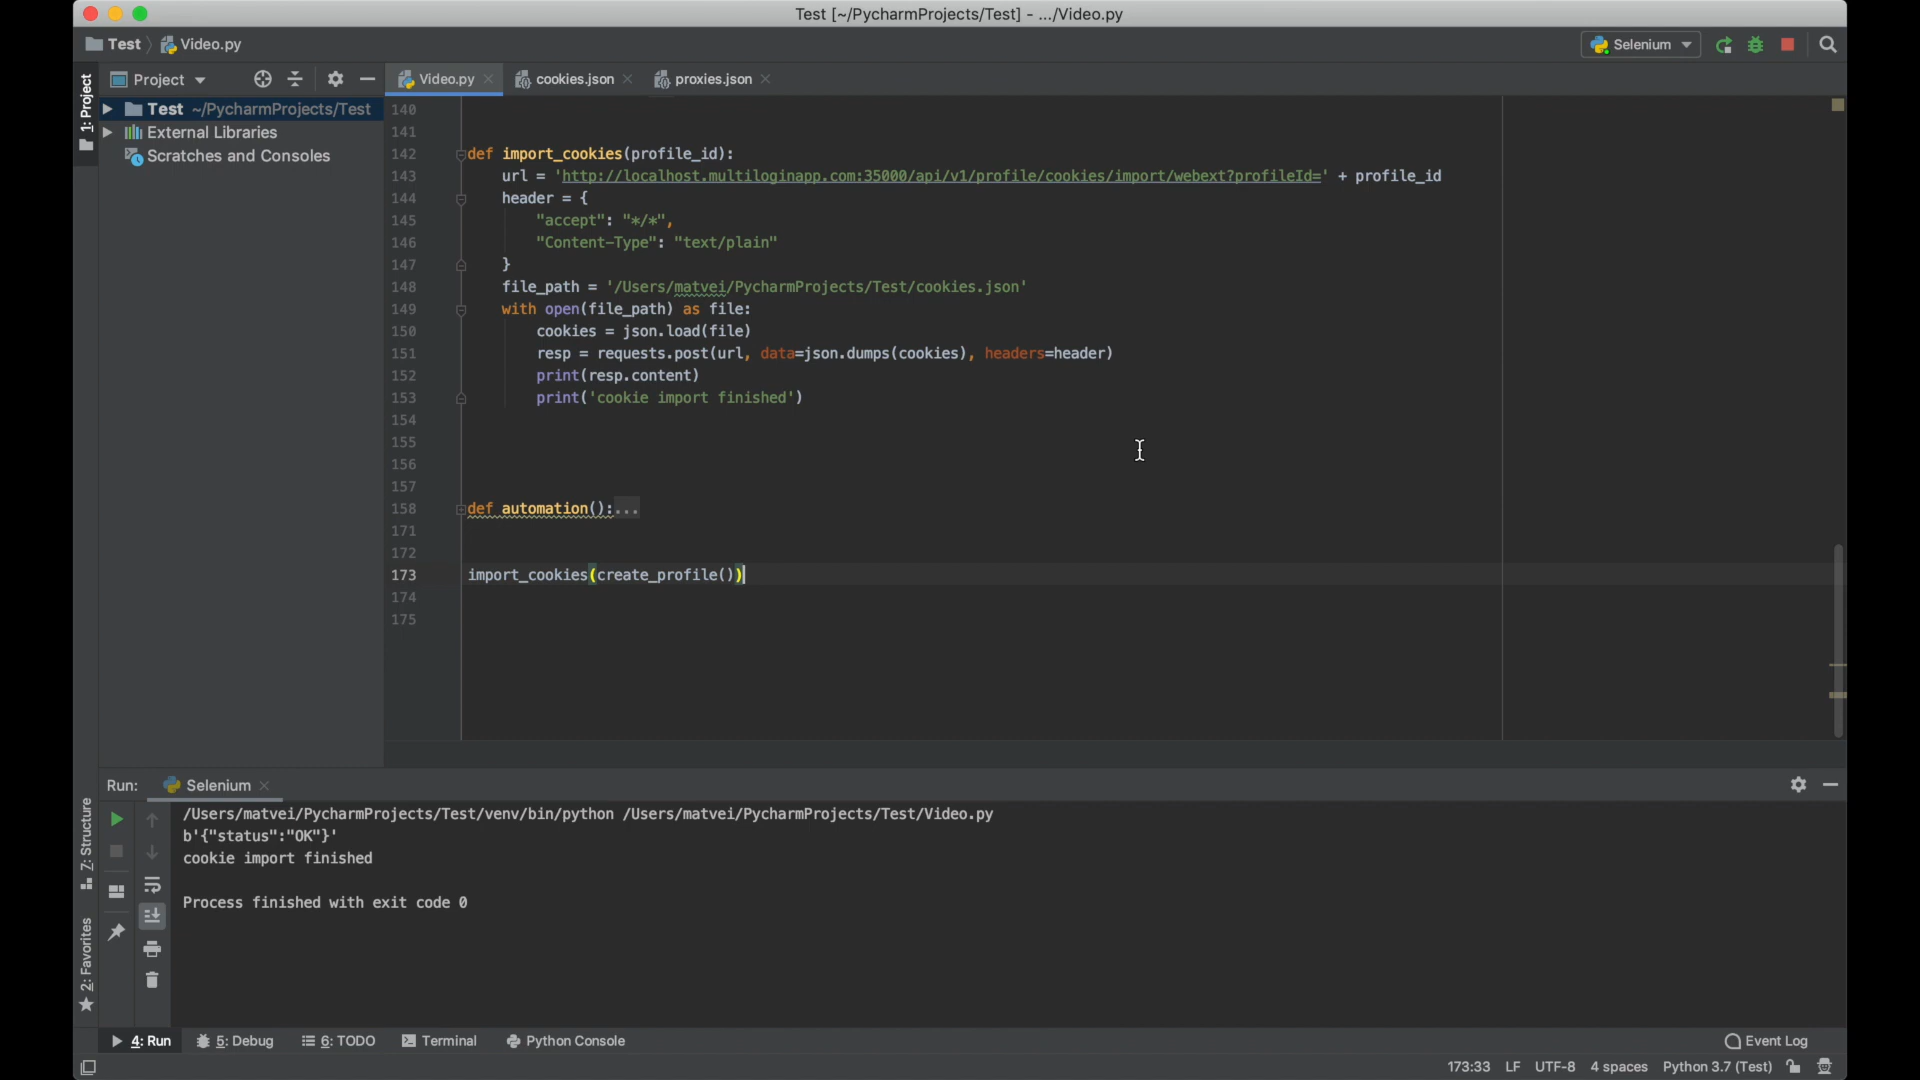 Test [~/PycharmProjects/Test] - .../Video.py
Test Video.py Selenium
1: Project
Project
Video.py cookies.json proxies.json
Test ~/PycharmProjects/Test
External Libraries
Scratches and Consoles
140
141
142 def import_cookies(profile_id):
143 url = 'http://localhost.multiloginapp.com:35000/api/v1/profile/cookies/import/webext?profileId=' + profile_id
144 header = {
145 "accept": "*/*",
146 "Content-Type": "text/plain"
147 }
148 file_path = '/Users/matvei/PycharmProjects/Test/cookies.json'
149 with open(file_path) as file:
150 cookies = json.load(file)
151 resp = requests.post(url, data=json.dumps(cookies), headers=header)
152 print(resp.content)
153 print('cookie import finished')
154
155
156
157
158 def automation():...
171
172
173 import_cookies(create_profile())
174
175
Run: Selenium
/Users/matvei/PycharmProjects/Test/venv/bin/python /Users/matvei/PycharmProjects/Test/Video.py
b'{"status":"OK"}'
cookie import finished
Process finished with exit code 0
Z: Structure
2: Favorites
4: Run 5: Debug 6: TODO Terminal Python Console Event Log
173:33 LF UTF-8 4 spaces Python 3.7 (Test)